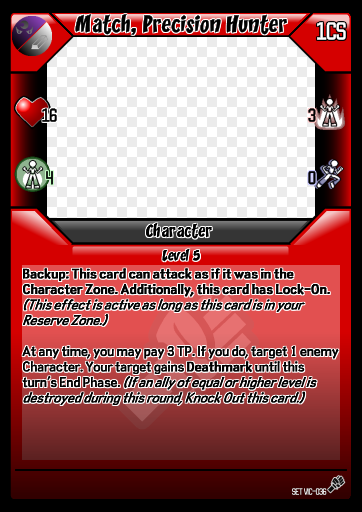 Match, Precision Hunter
1CS
16
3
4
0
Character
Level 5
Backup: This card can attack as if it was in the
Character Zone. Additionally, this card has Lock-On.
(This effect is active as long as this card is in your
Reserve Zone.)
At any time, you may pay 3 TP. If you do, target 1 enemy
Character. Your target gains Deathmark until this
turn's End Phase. (If an ally of equal or higher level is
destroyed during this round, Knock Out this card.)
SET VIC-036